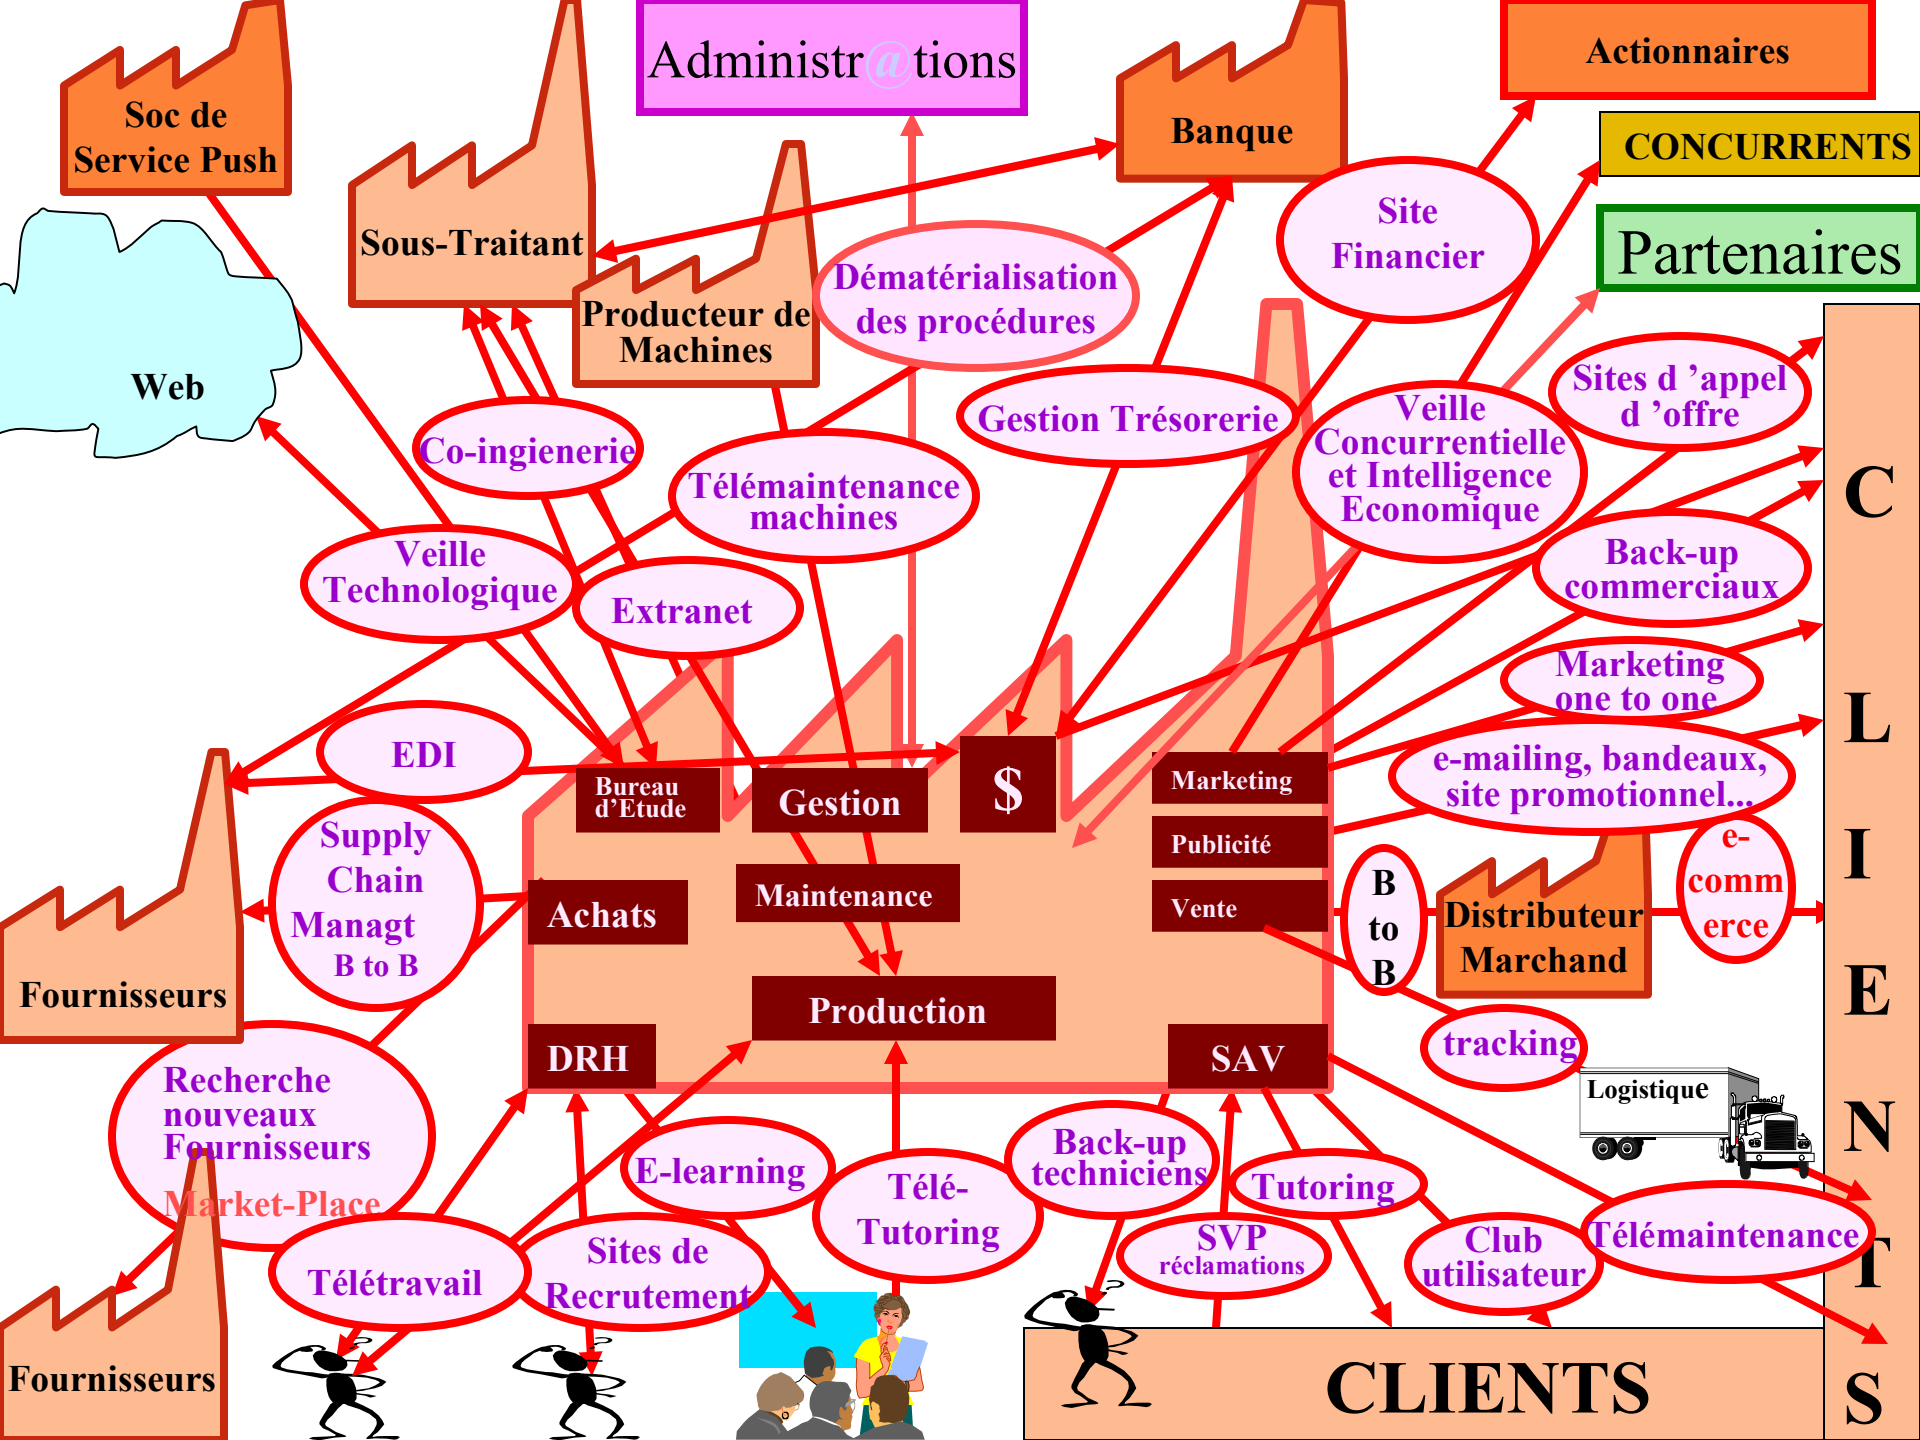 Administr@tions
Actionnaires
Soc de
Service Push
Banque
CONCURRENTS
Sous-Traitant
Site
Financier
Partenaires
Dématérialisation
des procédures
Producteur de
Machines
Web
Sites d ’appel
d ’offre
Gestion Trésorerie
Veille
Concurrentielle
et Intelligence
Economique
Co-ingienerie
Télémaintenance
machines
Veille
Technologique
Back-up
commerciaux
Extranet
Marketing
one to one
EDI
e-mailing, bandeaux,
site promotionnel...
Bureau
d’Etude
Gestion
$
Marketing
Supply
Chain
Managt
B to B
Publicité
e-
comm
erce
Achats
Maintenance
Vente
B
to
B
Distributeur
Marchand
Fournisseurs
Production
DRH
SAV
tracking
Logistique
Recherche
nouveaux
Fournisseurs
Market-Place
E-learning
Télé-
Tutoring
Back-up
techniciens
Tutoring
SVP
réclamations
Club
utilisateur
Télémaintenance
Télétravail
Sites de
Recrutement
Fournisseurs
CLIENTS
C
L
I
E
N
T
S